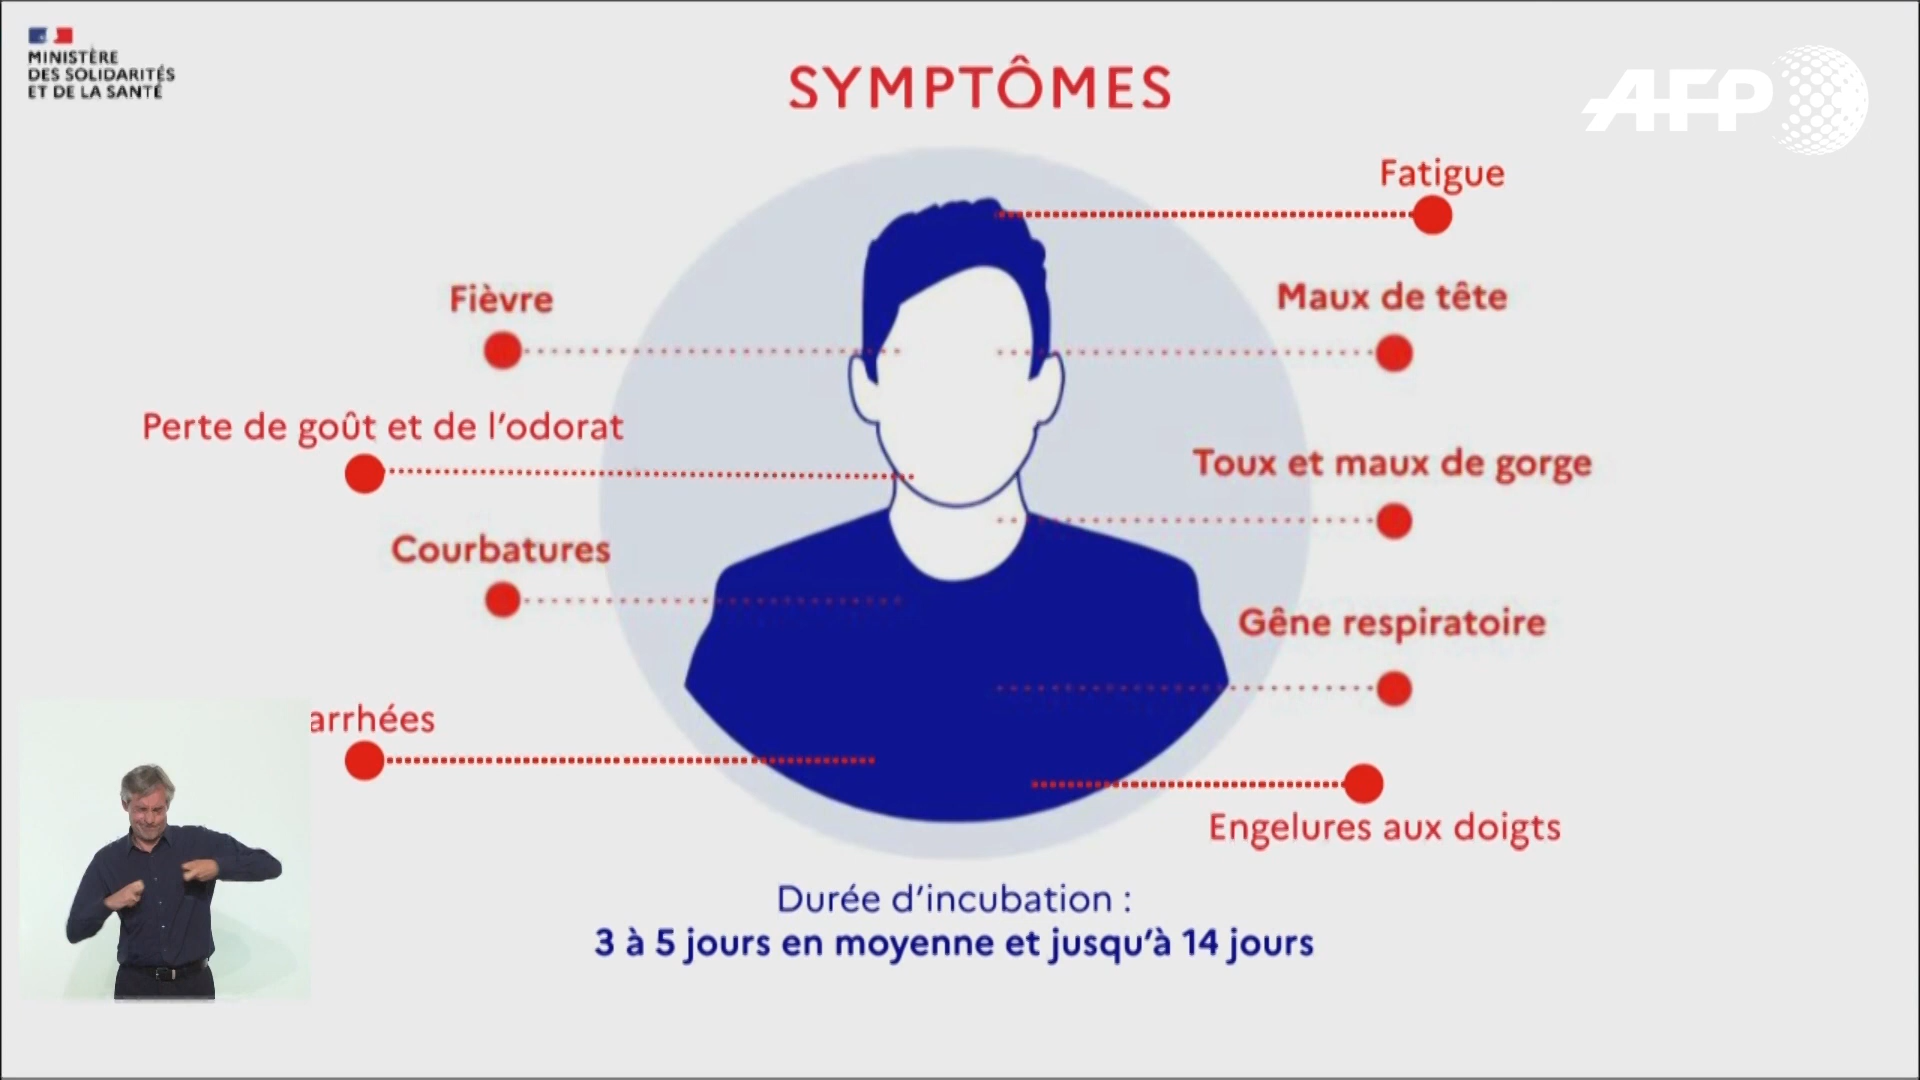 MINISTÈRE
DES SOLIDARITÉS
ET DE LA SANTÉ
SYMPTÔMES
AFP
Fatigue
Fièvre
Maux de tête
Perte de goût et de l'odorat
Toux et maux de gorge
Courbatures
Gêne respiratoire
arrhées
Engelures aux doigts
Durée d'incubation :
3 à 5 jours en moyenne et jusqu'à 14 jours